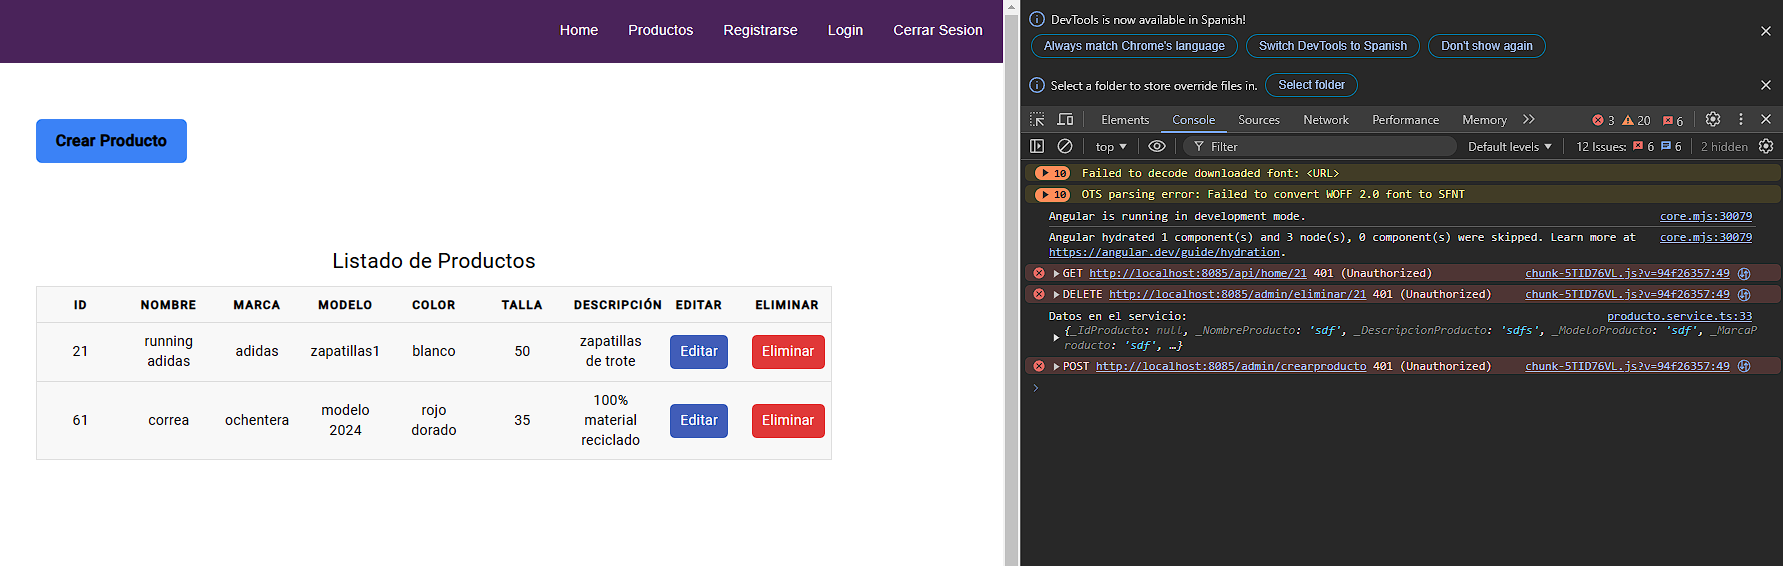 Home Productos Registrarse Login Cerrar Sesion
Crear Producto
Listado de Productos
ID NOMBRE MARCA MODELO COLOR TALLA DESCRIPCIÓN EDITAR ELIMINAR
21 running adidas adidas zapatillas1 blanco 50 zapatillas de trote Editar Eliminar
61 correa ochentera modelo 2024 rojo dorado 35 100% material reciclado Editar Eliminar
DevTools is now available in Spanish!
Always match Chrome's language Switch DevTools to Spanish Don't show again
Select a folder to store override files in. Select folder
Elements Console Sources Network Performance Memory 3 20 6
top Filter Default levels 12 Issues: 6 6 2 hidden
10 Failed to decode downloaded font: <URL>
10 OTS parsing error: Failed to convert WOFF 2.0 font to SFNT
Angular is running in development mode. core.mjs:30079
Angular hydrated 1 component(s) and 3 node(s), 0 component(s) were skipped. Learn more at core.mjs:30079
https://angular.dev/guide/hydration.
GET http://localhost:8085/api/home/21 401 (Unauthorized) chunk-5TID76VL.js?v=94f26357:49
DELETE http://localhost:8085/admin/eliminar/21 401 (Unauthorized) chunk-5TID76VL.js?v=94f26357:49
Datos en el servicio: producto.service.ts:33
{_IdProducto: null, _NombreProducto: 'sdf', _DescripcionProducto: 'sdfs', _ModeloProducto: 'sdf', _MarcaP
roducto: 'sdf', …}
POST http://localhost:8085/admin/crearproducto 401 (Unauthorized) chunk-5TID76VL.js?v=94f26357:49